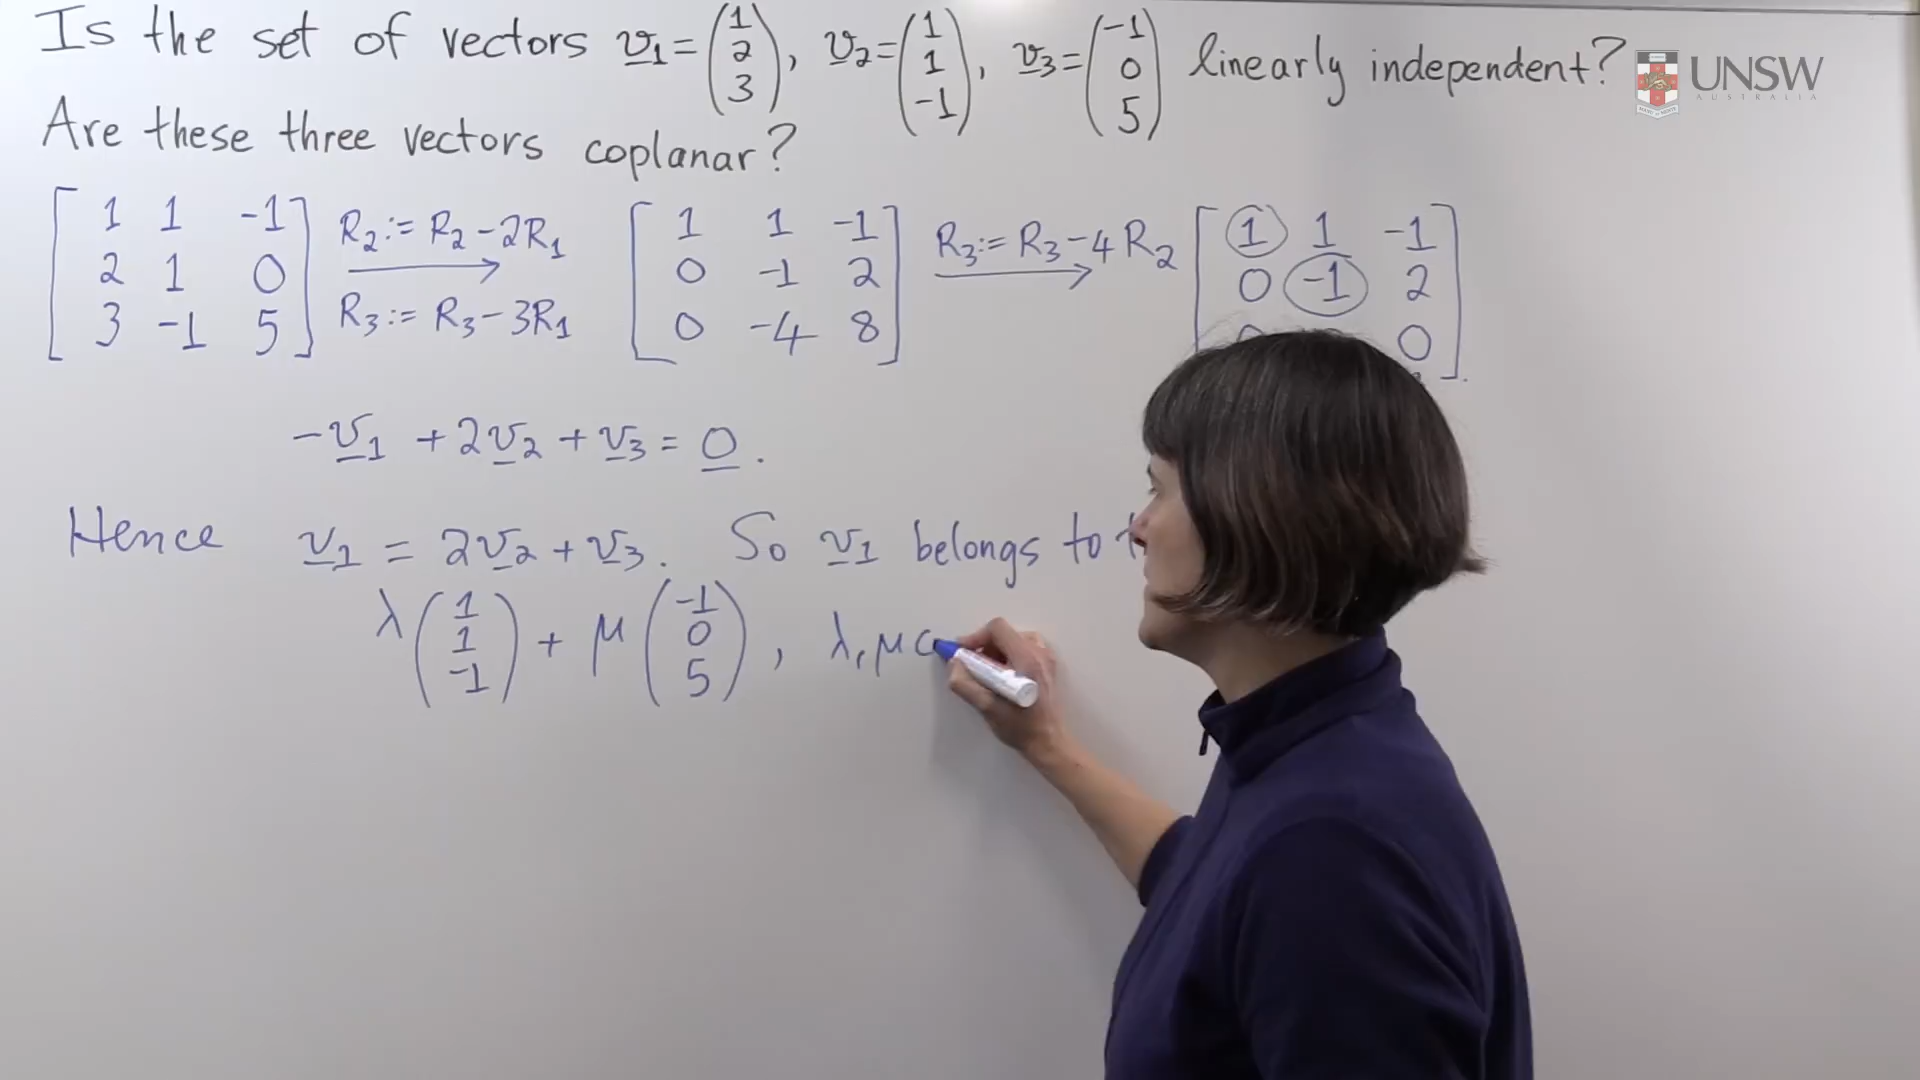 Is the set of vectors v₁ = (1 2 3), v₂ = (1 1 -1), v₃ = (-1 0 5) linearly independent?
UNSW
AUSTRALIA
Are these three vectors coplanar?
[1 1 -1; 2 1 0; 3 -1 5] R₂ := R₂ - 2R₁ → R₃ := R₃ - 3R₁ [1 1 -1; 0 -1 2; 0 -4 8] R₃ := R₃ - 4R₂ → [1 1 -1; 0 -1 2; 0]
-v₁ + 2v₂ + v₃ = 0.
Hence v₁ = 2v₂ + v₃. So v₁ belongs to
λ(1 1 -1) + μ(-1 0 5), λ, μ